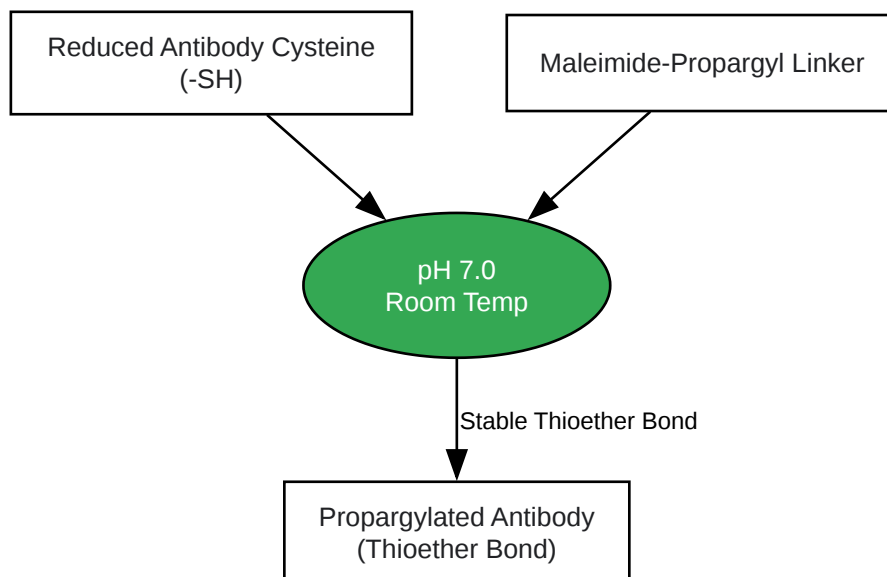 Reduced Antibody Cysteine
(-SH)
Maleimide-Propargyl Linker
pH 7.0
Room Temp
Stable Thioether Bond
Propargylated Antibody
(Thioether Bond)